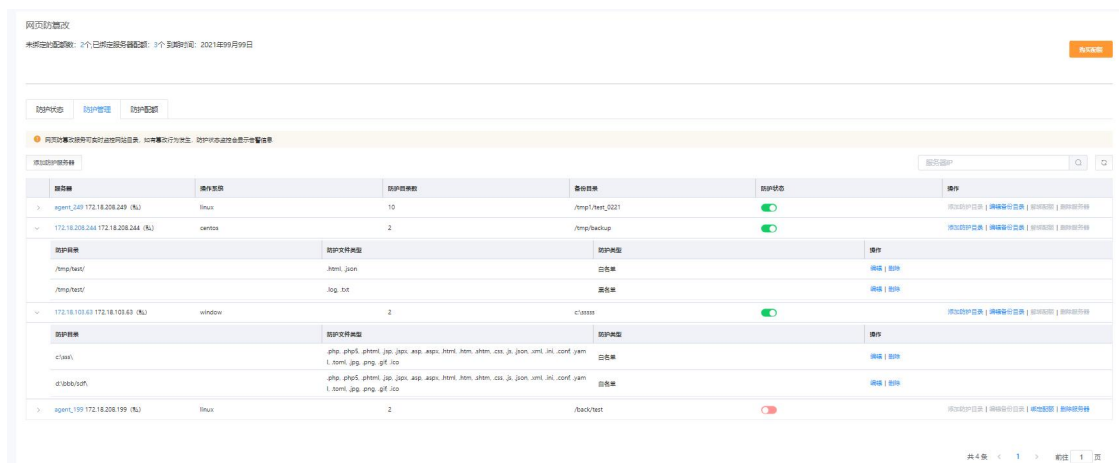 网页防篡改
未绑定的配额数：2个,已绑定服务器配额：3个 到期时间：2021年99月99日
购买配额
防护状态 防护管理 防护配额
网页防篡改服务可实时监控网站目录，如有篡改行为发生，防护状态监控会显示告警信息
添加防护服务器
服务器IP
服务器 操作系统 防护目录数 备份目录 防护状态 操作
agent_249 172.18.208.249（私） linux 10 /tmp1/test_0221 添加防护目录 | 编辑备份目录 | 解绑配额 | 删除服务器
172.18.208.244 172.18.208.244（私） centos 2 /tmp/backup 添加防护目录 | 编辑备份目录 | 解绑配额 | 删除服务器
防护目录 防护文件类型 防护类型 操作
/tmp/test/ .html, .json 白名单 编辑 | 删除
/tmp/test/ .log, .txt 黑名单 编辑 | 删除
172.18.103.63 172.18.103.63（私） window 2 c:\sssss 添加防护目录 | 编辑备份目录 | 解绑配额 | 删除服务器
防护目录 防护文件类型 防护类型 操作
c:\sss\ .php, .php5, .phtml, .jsp, .jspx, .asp, .aspx, .html, .htm, .shtm, .css, .js, .json, .xml, .ini, .conf, .yam 白名单 编辑 | 删除
l, .toml, .jpg, .png, .gif, .ico
d:\bbb/sdf\ .php, .php5, .phtml, .jsp, .jspx, .asp, .aspx, .html, .htm, .shtm, .css, .js, .json, .xml, .ini, .conf, .yam 白名单 编辑 | 删除
l, .toml, .jpg, .png, .gif, .ico
agent_199 172.18.208.199（私） linux 2 /back/test 添加防护目录 | 编辑备份目录 | 绑定配额 | 删除服务器
共 4 条 < 1 > 前往 1 页